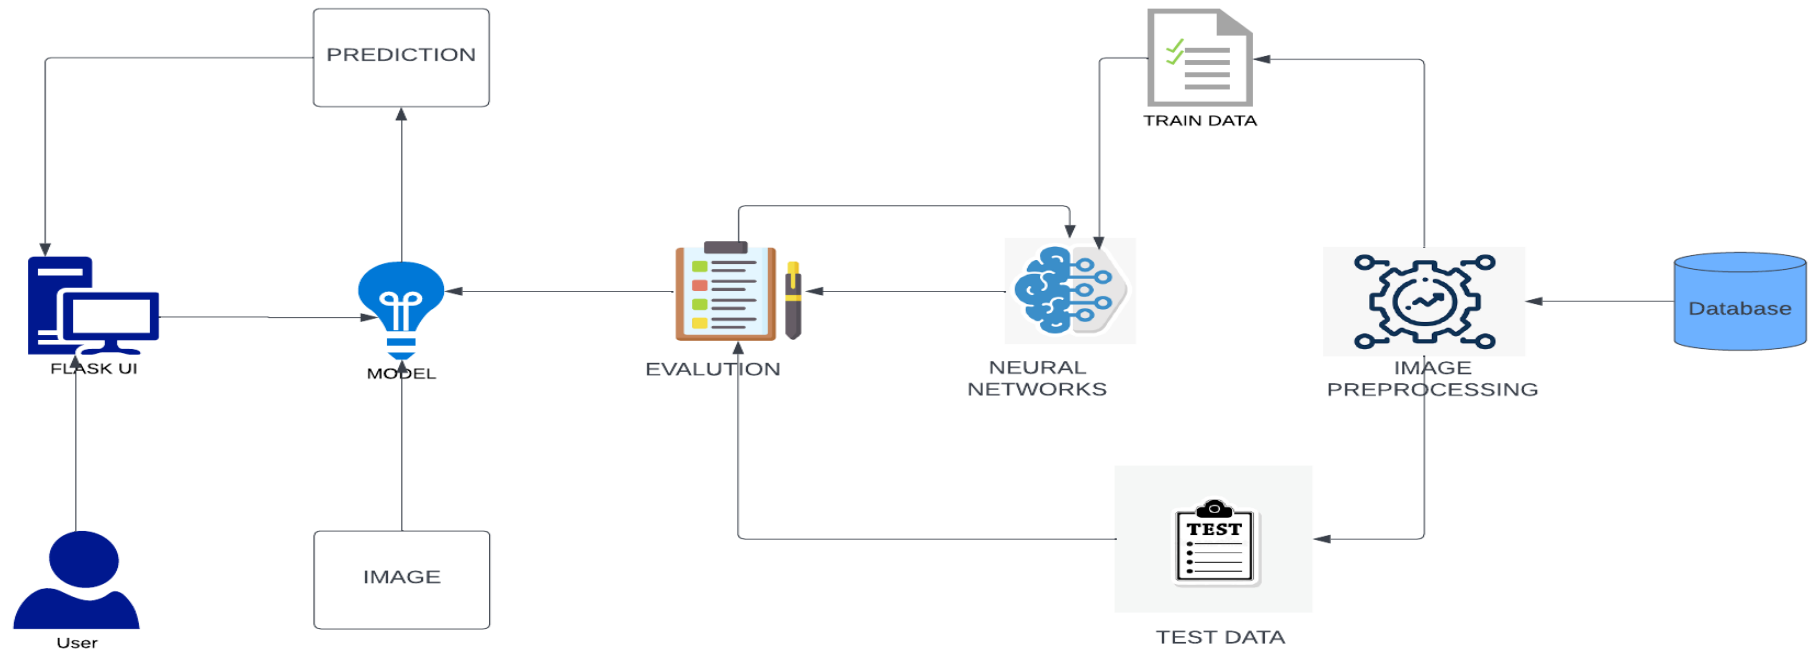 PREDICTION
TRAIN DATA
Database
FLASK UI
MODEL
EVALUTION
NEURAL
NETWORKS
IMAGE
PREPROCESSING
TEST
IMAGE
TEST DATA
User